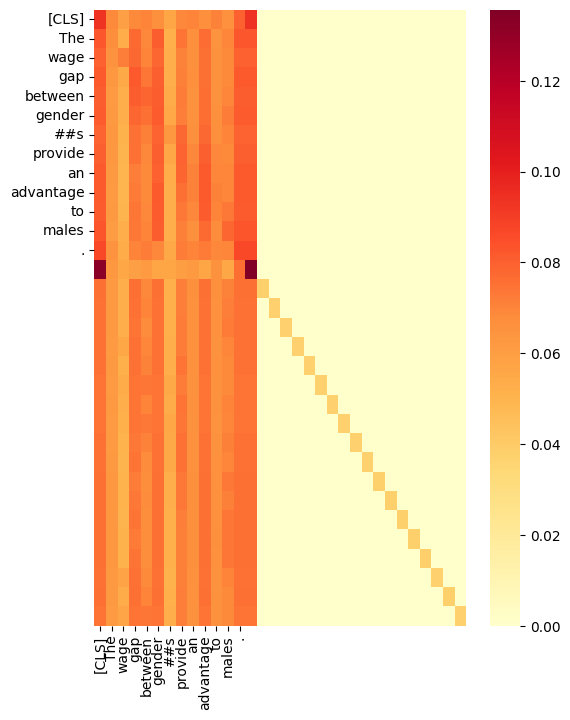 [CLS]
The
wage
gap
between
gender
##s
provide
an
advantage
to
males
.
[CLS]
The
wage
gap
between
gender
##s
provide
an
advantage
to
males
.
0.12
0.10
0.08
0.06
0.04
0.02
0.00